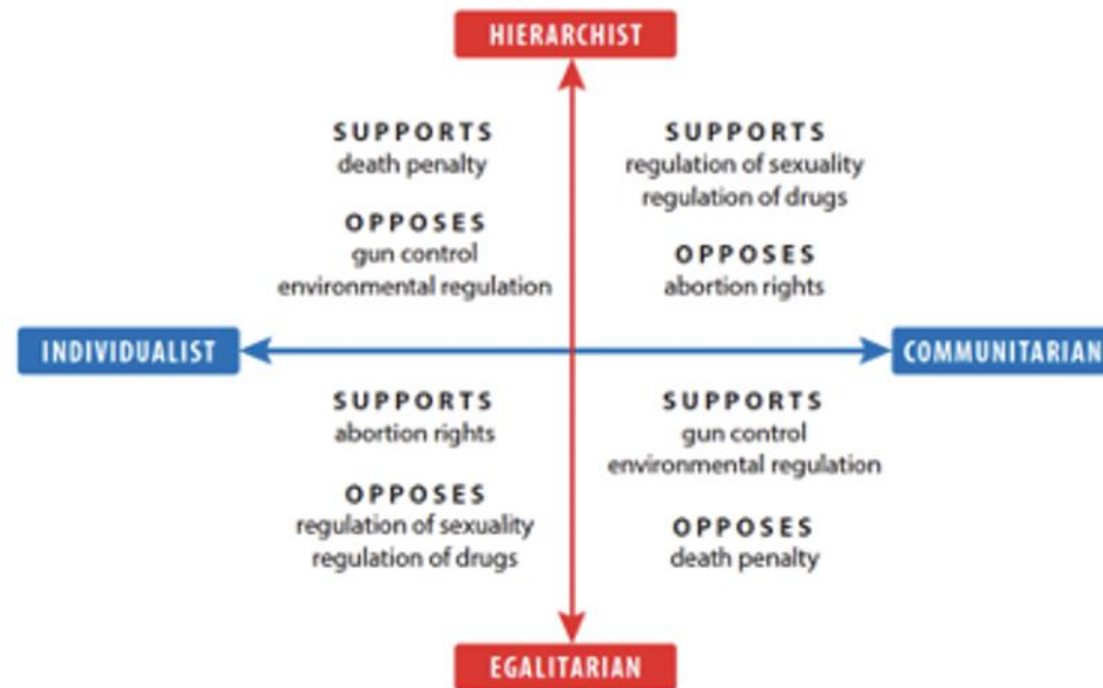 HIERARCHIST
SUPPORTS
death penalty
OPPOSES
gun control
environmental regulation
SUPPORTS
regulation of sexuality
regulation of drugs
OPPOSES
abortion rights
INDIVIDUALIST
COMMUNITARIAN
SUPPORTS
abortion rights
OPPOSES
regulation of sexuality
regulation of drugs
SUPPORTS
gun control
environmental regulation
OPPOSES
death penalty
EGALITARIAN